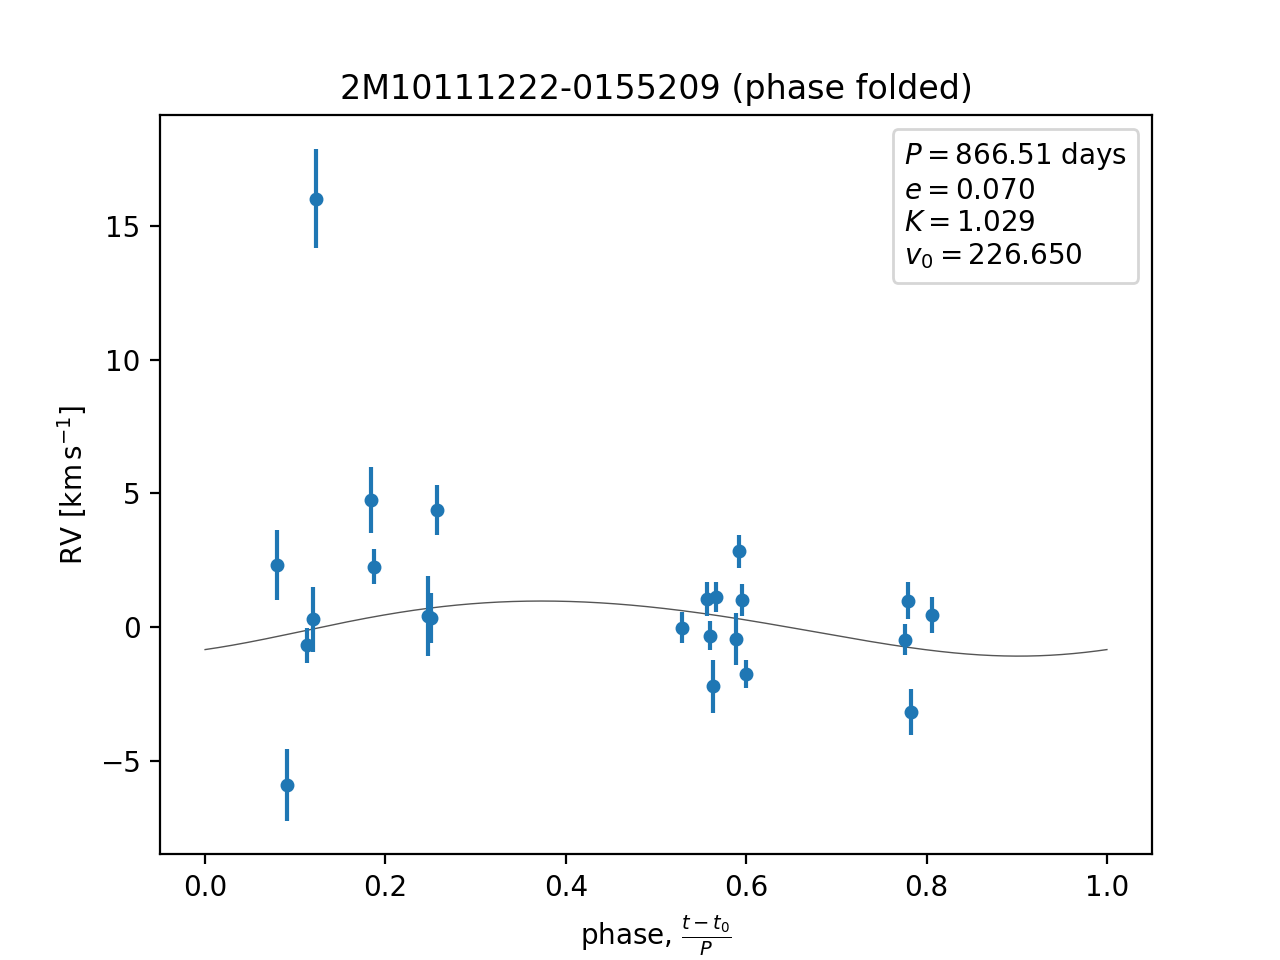 2M10111222-0155209 (phase folded)
P = 866.51 days
e = 0.070
K = 1.029
v₀ = 226.650
15
10
5
0
−5
RV [km s⁻¹]
0.0 0.2 0.4 0.6 0.8 1.0
phase, (t − t₀)/P